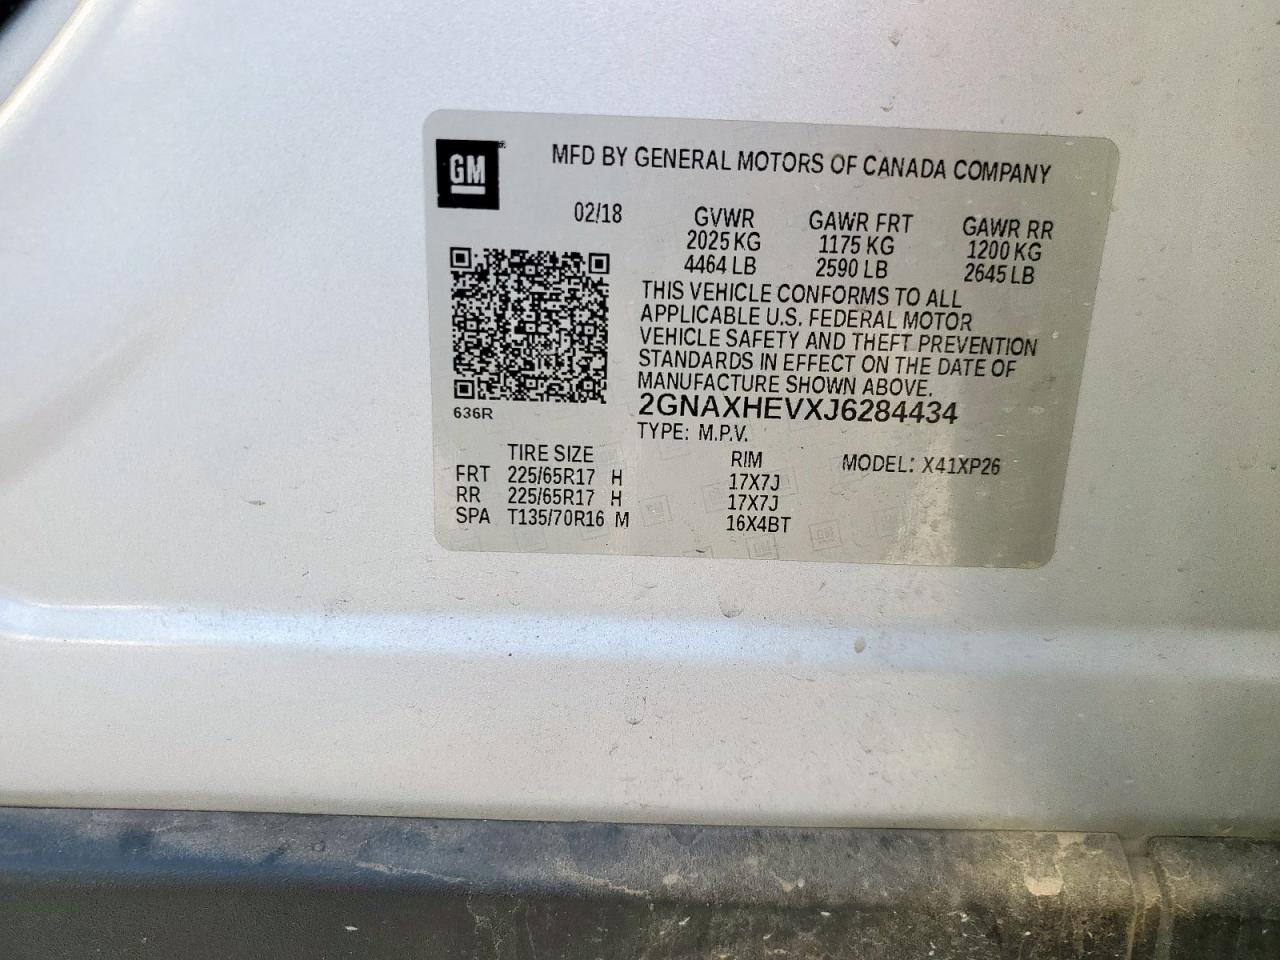 GM
MFD BY GENERAL MOTORS OF CANADA COMPANY
02/18 GVWR GAWR FRT GAWR RR
2025 KG 1175 KG 1200 KG
4464 LB 2590 LB 2645 LB
THIS VEHICLE CONFORMS TO ALL
APPLICABLE U.S. FEDERAL MOTOR
VEHICLE SAFETY AND THEFT PREVENTION
STANDARDS IN EFFECT ON THE DATE OF
MANUFACTURE SHOWN ABOVE.
636R 2GNAXHEVXJ6284434
TYPE: M.P.V.
TIRE SIZE RIM MODEL: X41XP26
FRT 225/65R17 H 17X7J
RR 225/65R17 H 17X7J
SPA T135/70R16 M 16X4BT